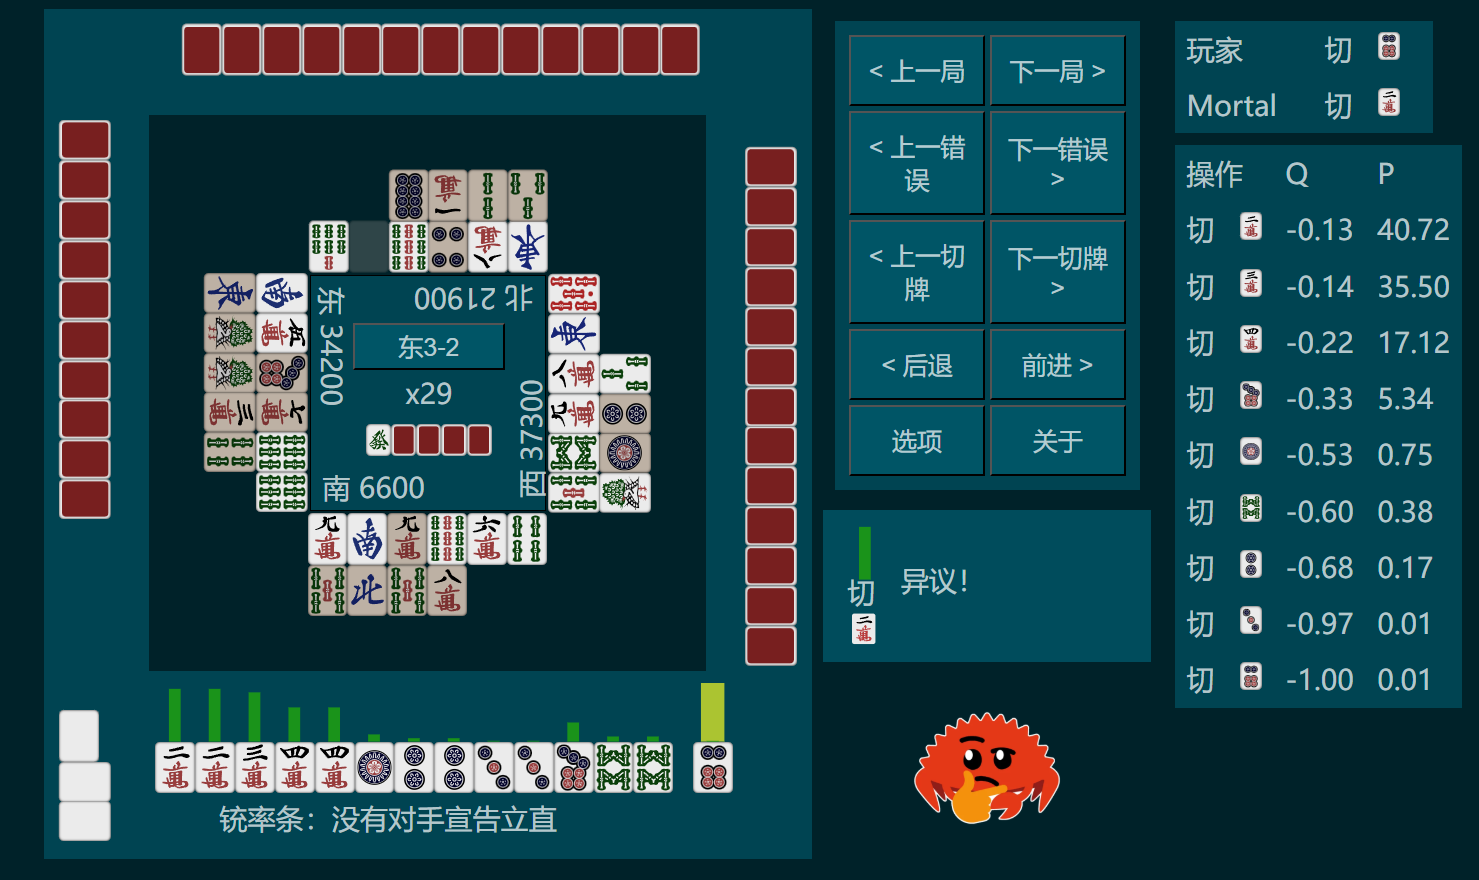 北 21900
东 34200
东3-2
x29
西 37300
南 6600
铳率条：没有对手宣告立直
< 上一局
下一局 >
< 上一错
误
下一错误
>
< 上一切
牌
下一切牌
>
< 后退
前进 >
选项
关于
切
异议！
玩家 切
Mortal 切
操作 Q P
切 -0.13 40.72
切 -0.14 35.50
切 -0.22 17.12
切 -0.33 5.34
切 -0.53 0.75
切 -0.60 0.38
切 -0.68 0.17
切 -0.97 0.01
切 -1.00 0.01